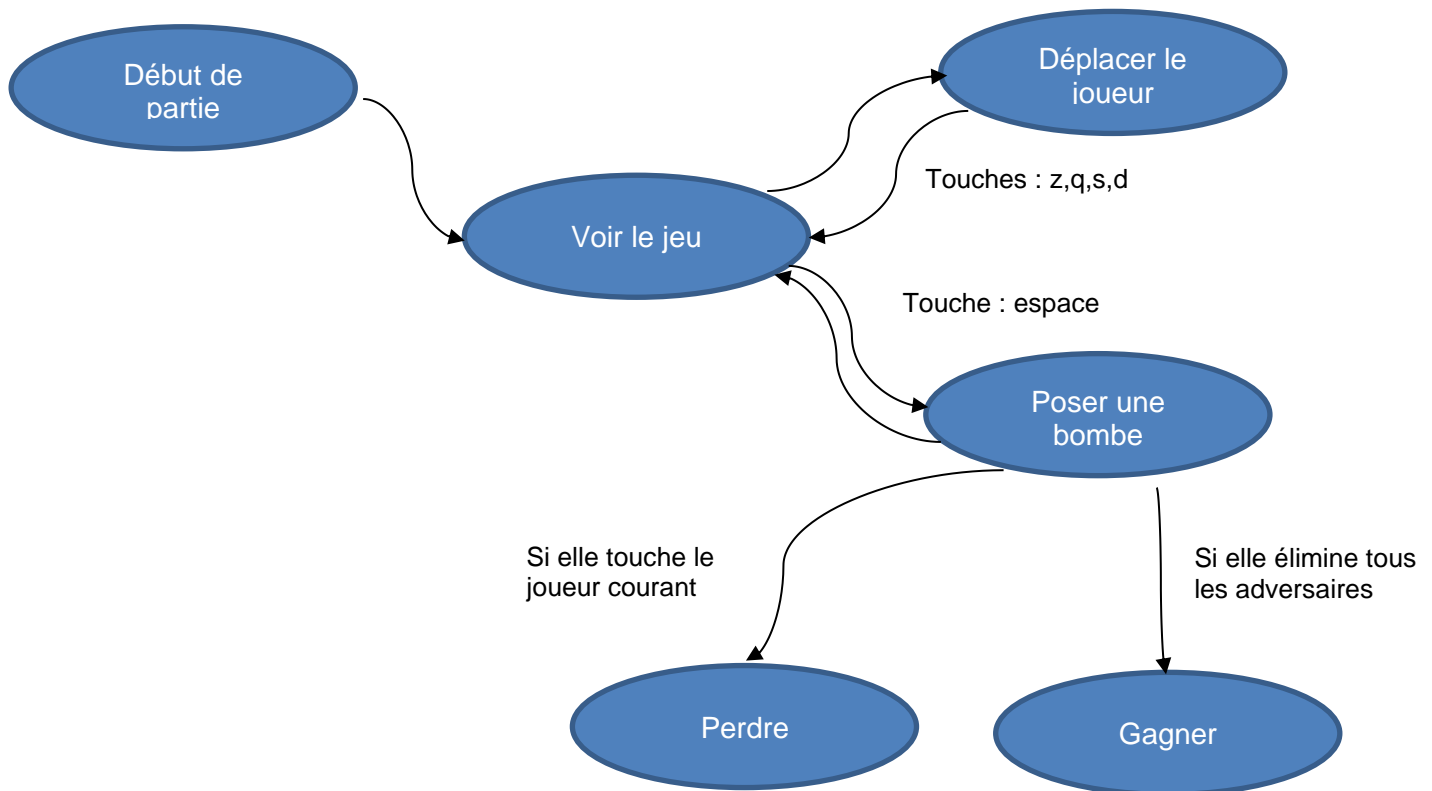 Début de
partie
Déplacer le
joueur
Touches : z,q,s,d
Voir le jeu
Touche : espace
Poser une
bombe
Si elle touche le
joueur courant
Si elle élimine tous
les adversaires
Perdre
Gagner